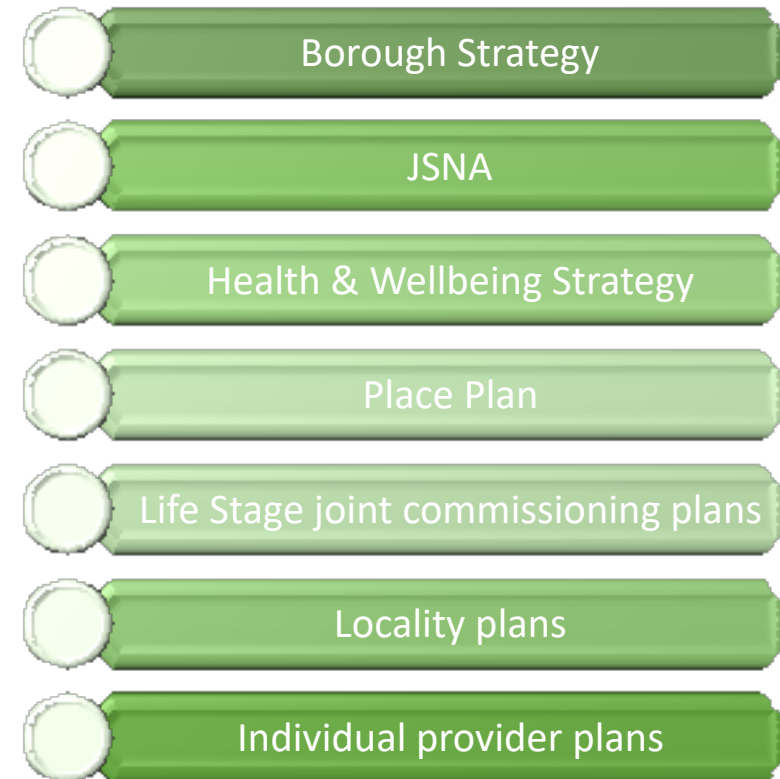 Borough Strategy
JSNA
Health & Wellbeing Strategy
Place Plan
Life Stage joint commissioning plans
Locality plans
Individual provider plans